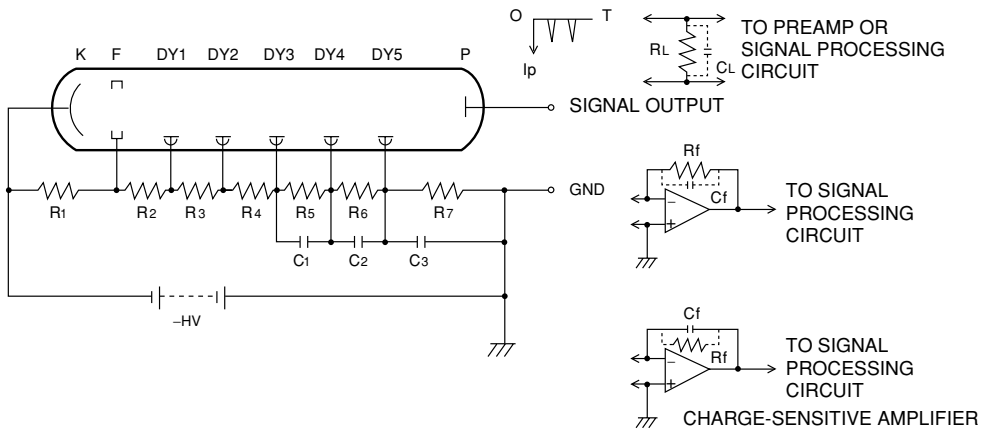 K F DY1 DY2 DY3 DY4 DY5 P
O T
Ip
RL
CL
TO PREAMP OR
SIGNAL PROCESSING
CIRCUIT
SIGNAL OUTPUT
GND
R1 R2 R3 R4 R5 R6 R7
C1 C2 C3
–HV
Rf
Cf
−
+
TO SIGNAL
PROCESSING
CIRCUIT
Cf
Rf
−
+
TO SIGNAL
PROCESSING
CIRCUIT
CHARGE-SENSITIVE AMPLIFIER